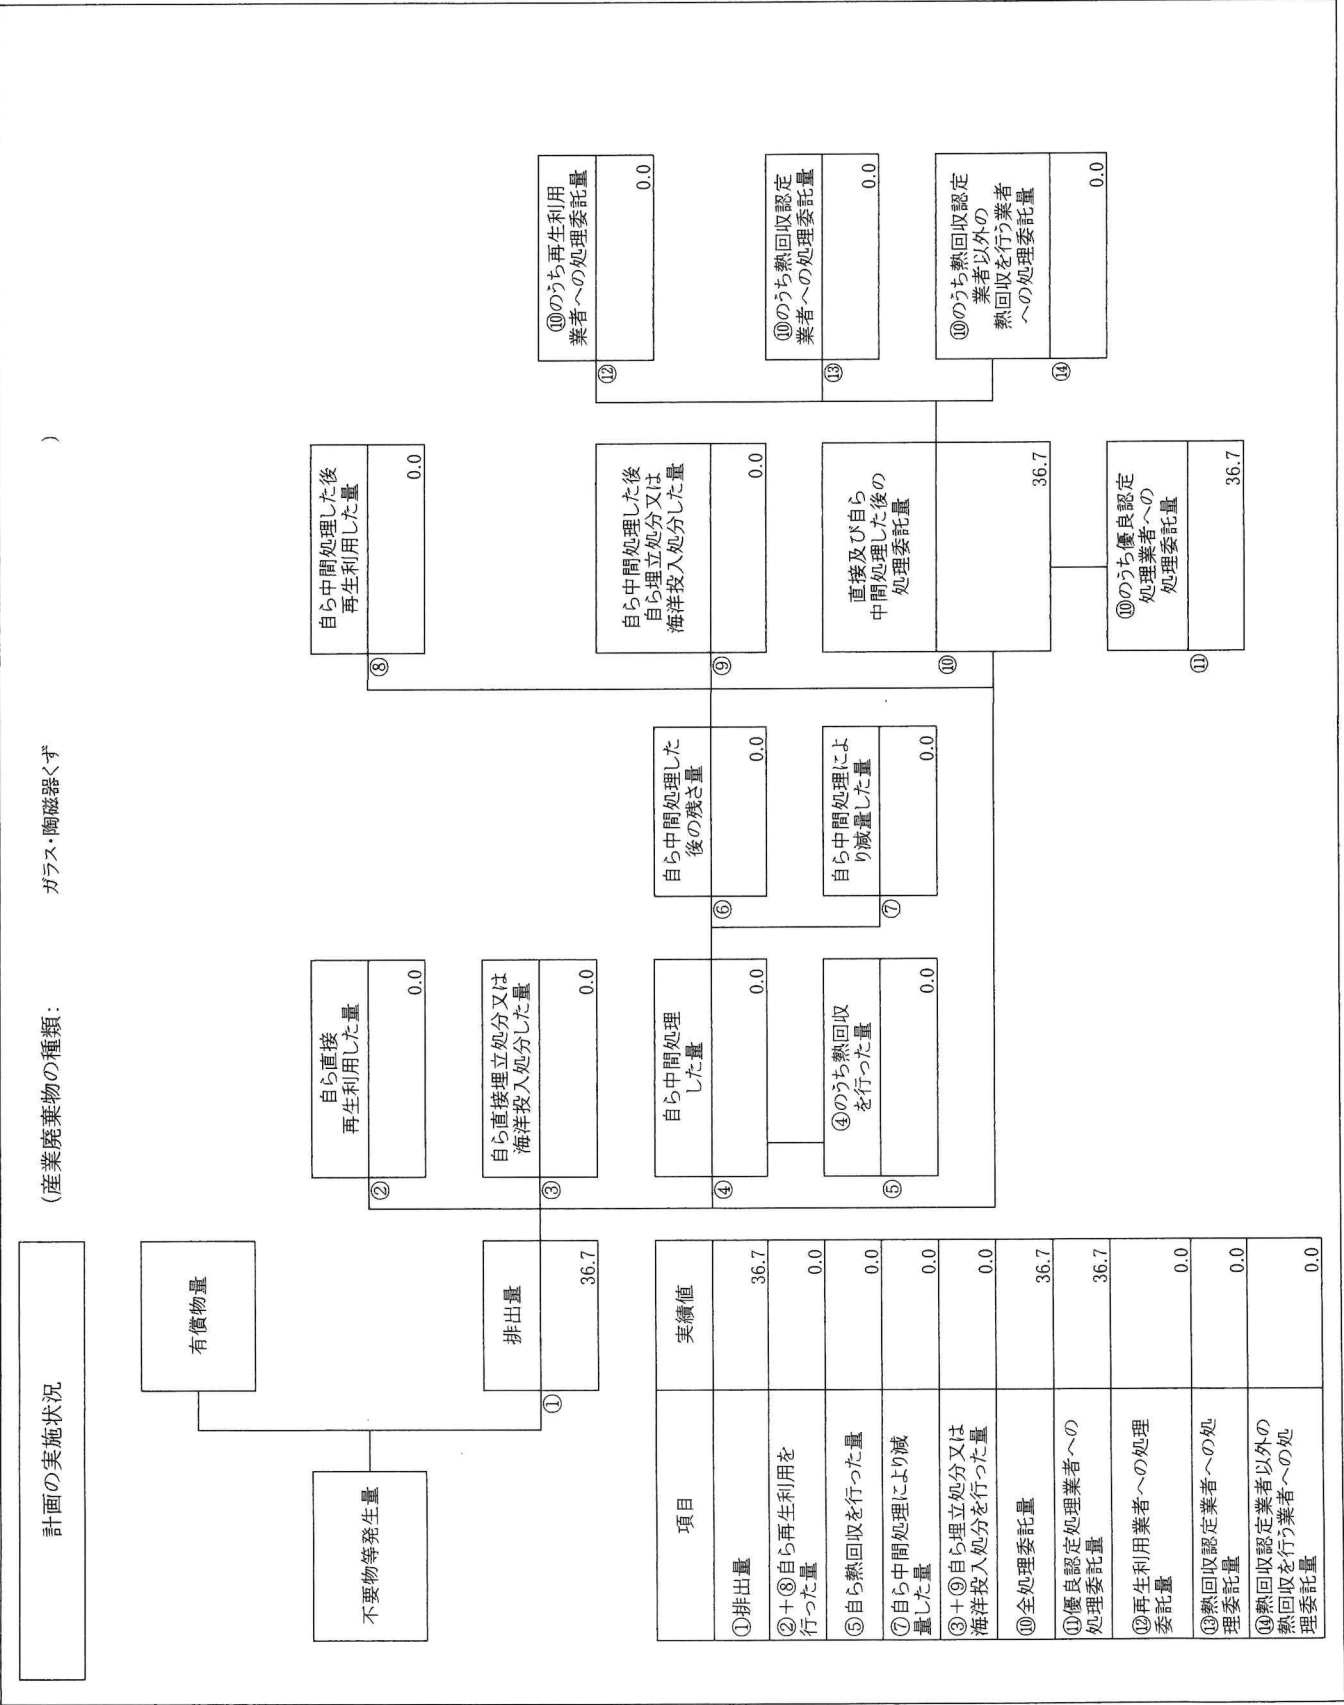 計画の実施状況
(産業廃棄物の種類:
ガラス・陶磁器くず
)
不要物等発生量
有償物量
①
排出量
36.7
②
自ら直接
再生利用した量
0.0
③
自ら直接埋立処分又は
海洋投入処分した量
0.0
④
自ら中間処理
した量
0.0
⑤
④のうち熱回収
を行った量
0.0
⑥
自ら中間処理した
後の残さ量
0.0
⑦
自ら中間処理によ
り減量した量
0.0
⑧
自ら中間処理した後
再生利用した量
0.0
⑨
自ら中間処理した後
自ら埋立処分又は
海洋投入処分した量
0.0
⑩
直接及び自ら
中間処理した後の
処理委託量
36.7
⑪
⑩のうち優良認定
処理業者への
処理委託量
36.7
⑫
⑩のうち再生利用
業者への処理委託量
0.0
⑬
⑩のうち熱回収認定
業者への処理委託量
0.0
⑭
⑩のうち熱回収認定
業者以外の
熱回収を行う業者
への処理委託量
0.0
項目
実績値
①排出量
36.7
②+⑧自ら再生利用を
行った量
0.0
⑤自ら熱回収を行った量
0.0
⑦自ら中間処理により減
量した量
0.0
③+⑨自ら埋立処分又は
海洋投入処分を行った量
0.0
⑩全処理委託量
36.7
⑪優良認定処理業者への
処理委託量
36.7
⑫再生利用業者への処理
委託量
0.0
⑬熱回収認定業者への処
理委託量
0.0
⑭熱回収認定業者以外の
熱回収を行う業者への処
理委託量
0.0